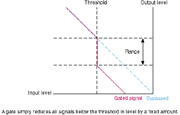 Threshold
Output level
Range
Input level
Gated signal
Bypassed
A gate simply reduces all signals below the threshold in level by a fixed amount.